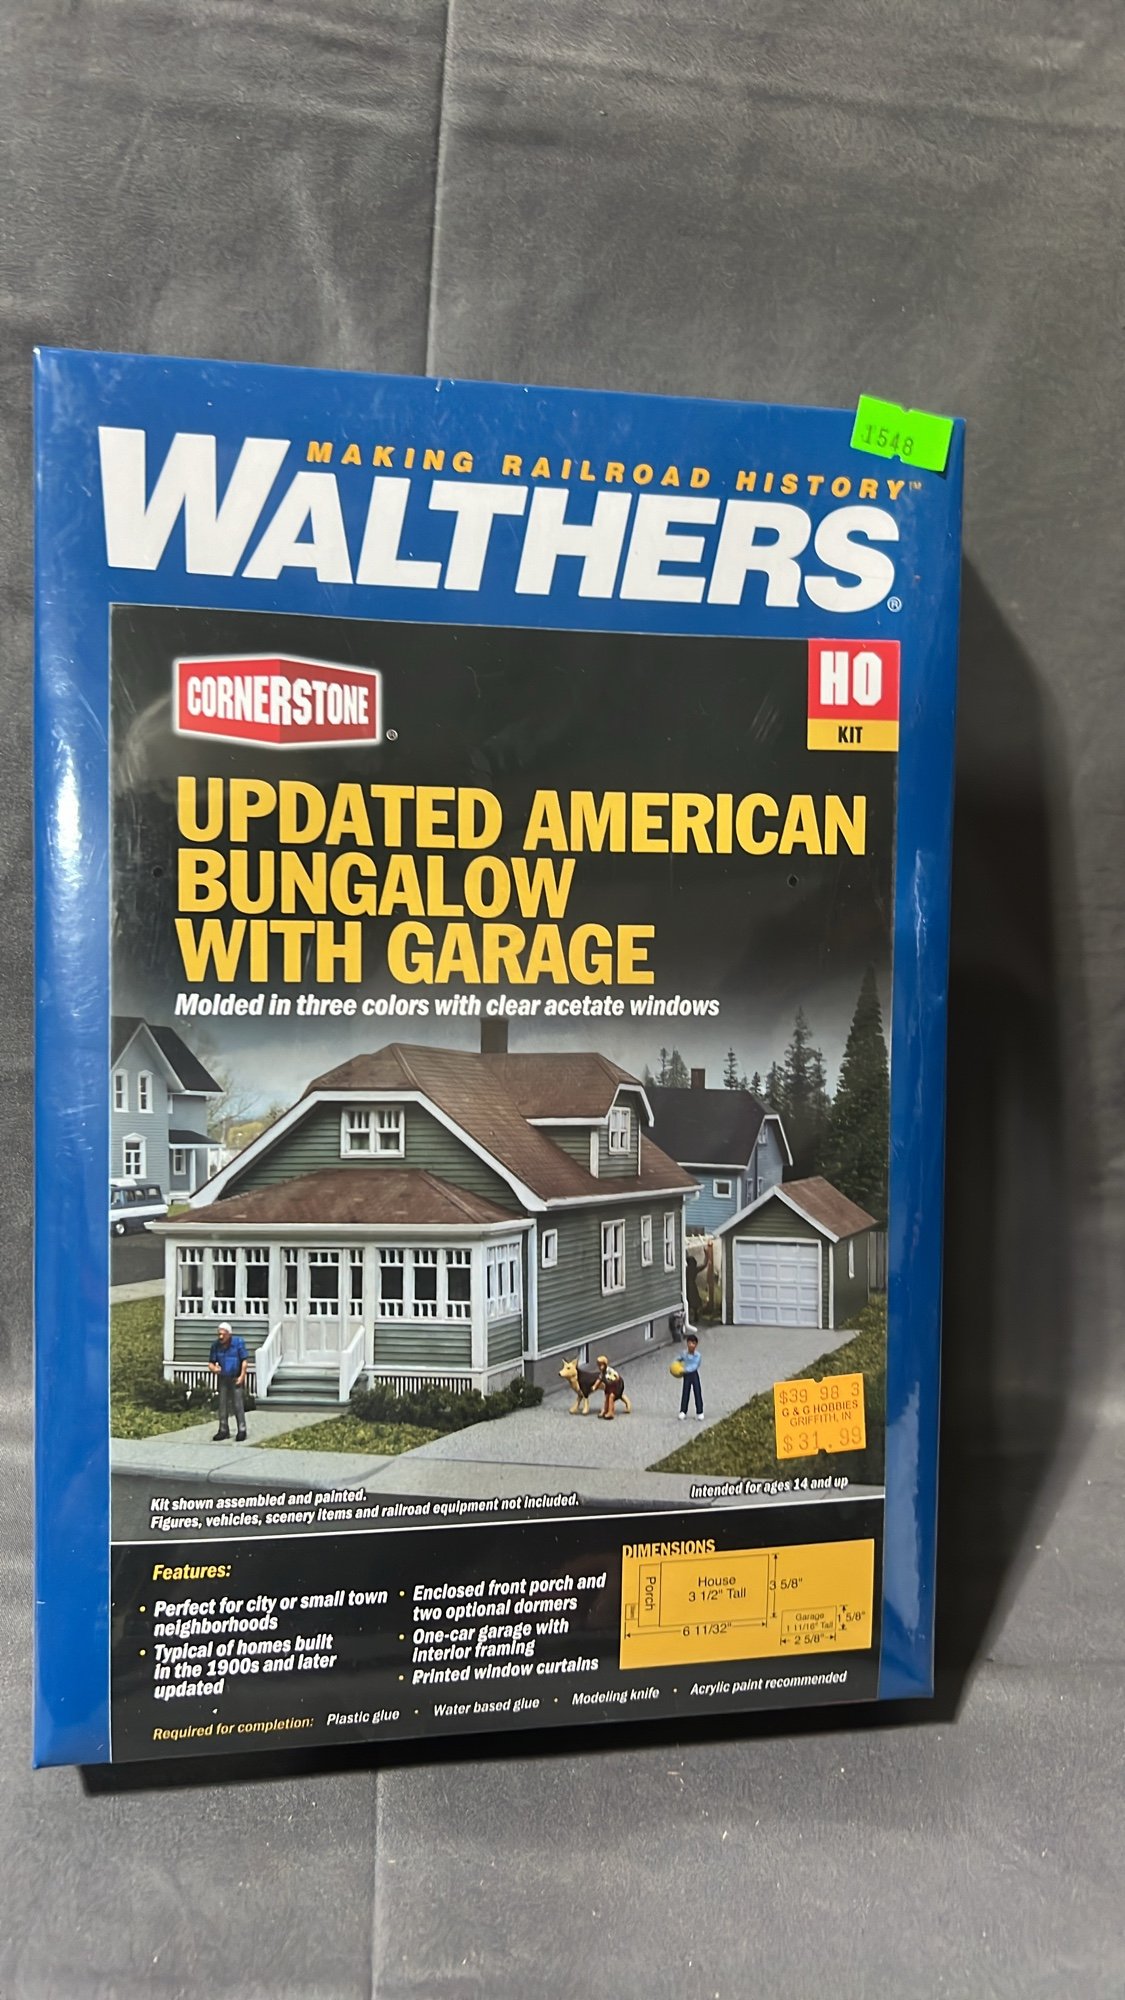 1548
MAKING RAILROAD HISTORY™
WALTHERS®
CORNERSTONE®
HO
KIT
UPDATED AMERICAN
BUNGALOW
WITH GARAGE
Molded in three colors with clear acetate windows
$39 98 3
G & G HOBBIES
GRIFFITH, IN
$31.99
Kit shown assembled and painted.
Figures, vehicles, scenery items and railroad equipment not included.
Intended for ages 14 and up
Features:
• Perfect for city or small town
neighborhoods
• Typical of homes built
in the 1900s and later
updated
• Enclosed front porch and
two optional dormers
• One-car garage with
interior framing
• Printed window curtains
DIMENSIONS
Porch
House
3 1/2" Tall
3 5/8"
6 11/32"
Garage
1 11/16" Tall
1 5/8"
2 5/8"
Required for completion: Plastic glue • Water based glue • Modeling knife • Acrylic paint recommended